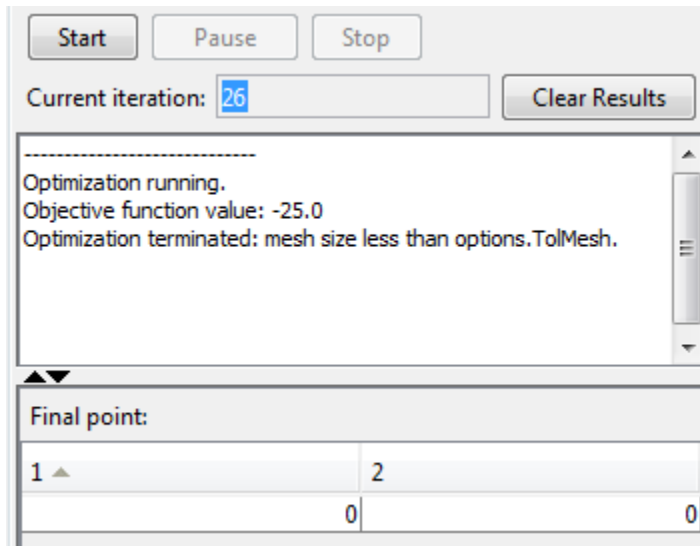 Start Pause Stop
Current iteration: 26 Clear Results
------------------------------
Optimization running.
Objective function value: -25.0
Optimization terminated: mesh size less than options.TolMesh.
Final point:
1 2
0 0